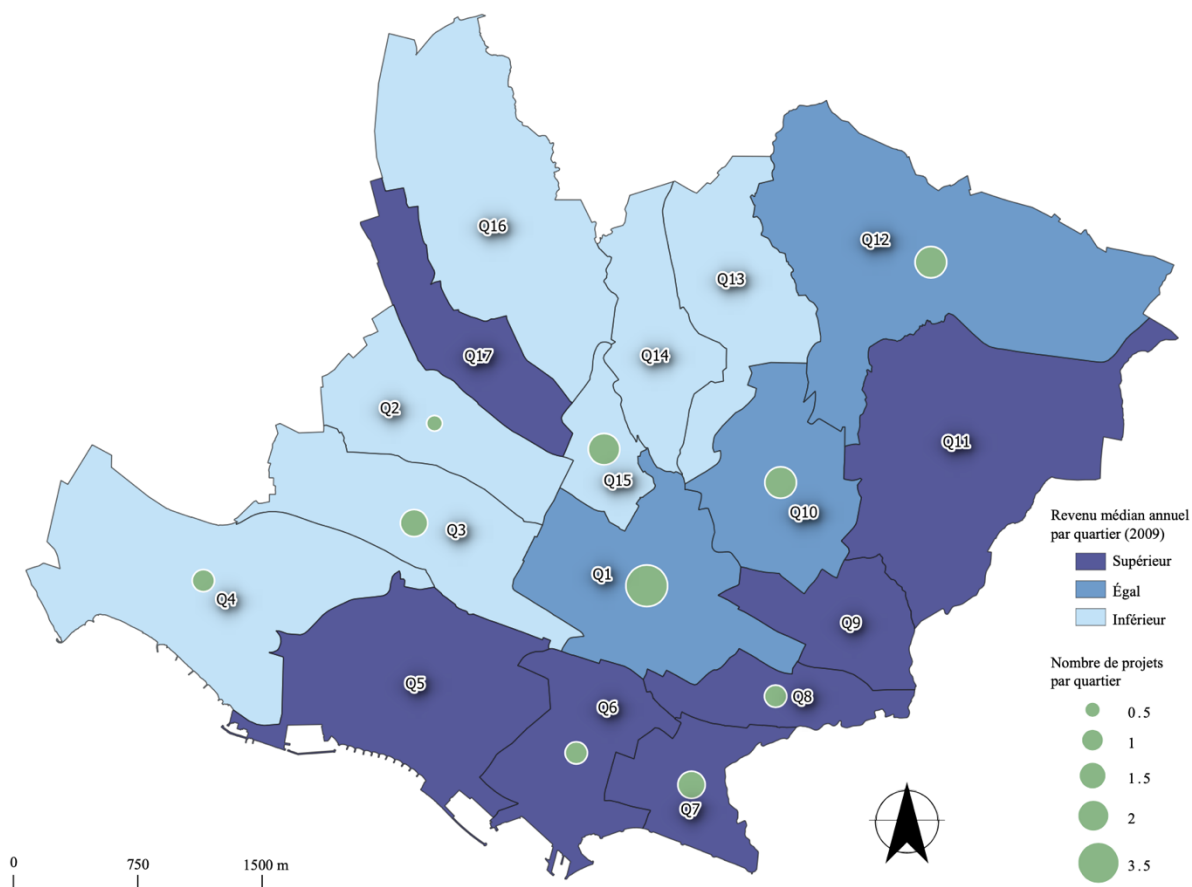 Q16
Q12
Q13
Q17
Q14
Q2
Q11
Q15
Q10
Q3
Revenu médian annuel
par quartier (2009)
Supérieur
Égal
Inférieur
Q1
Q4
Q9
Q5
Q8
Q6
Q7
Nombre de projets
par quartier
0.5
1
1.5
2
3.5
0 750 1500 m